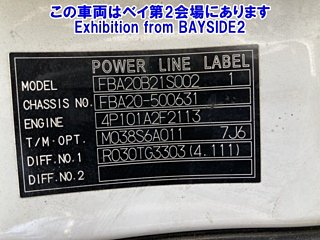 この車両はベイ第2会場にあります
Exhibition from BAYSIDE2
POWER LINE LABEL
MODEL FBA20B21S002 1
CHASSIS NO. FBA20-500631
ENGINE 4P101A2F2113
T/M·OPT. M038S6A011 7J6
DIFF.NO.1 R030TG3303(4.111)
DIFF.NO.2